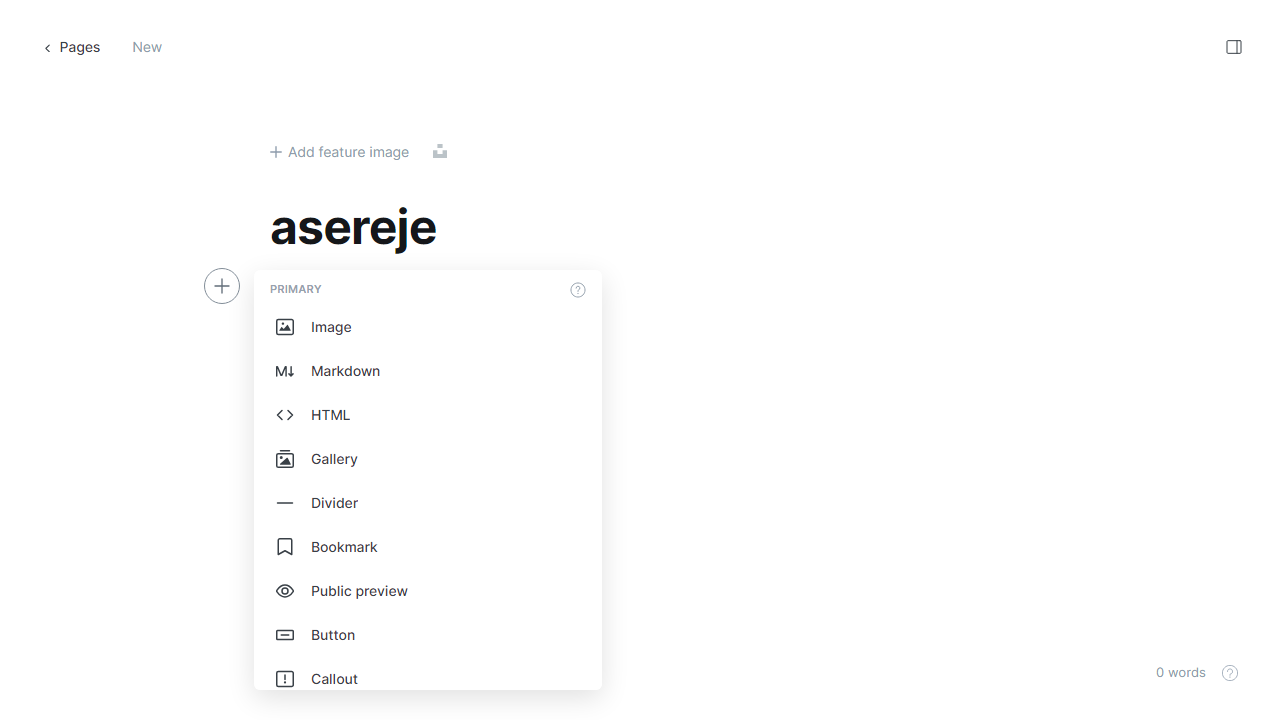 Pages New
Add feature image
asereje
PRIMARY
Image
Markdown
HTML
Gallery
Divider
Bookmark
Public preview
Button
Callout
0 words